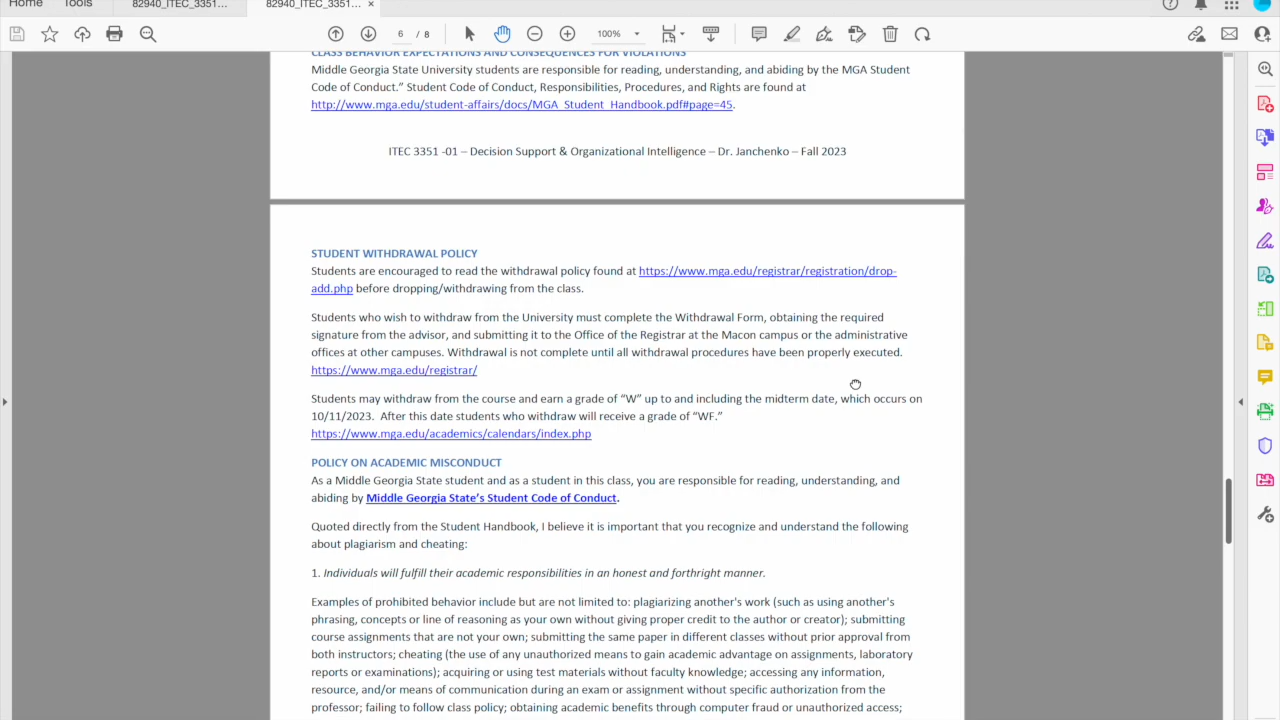 Home
Tools
82940_ITEC_3351...
82940_ITEC_3351...
×
6 / 8
100%
CLASS BEHAVIOR EXPECTATIONS AND CONSEQUENCES FOR VIOLATIONS
Middle Georgia State University students are responsible for reading, understanding, and abiding by the MGA Student
Code of Conduct.” Student Code of Conduct, Responsibilities, Procedures, and Rights are found at
http://www.mga.edu/student-affairs/docs/MGA_Student_Handbook.pdf#page=45.
ITEC 3351 -01 – Decision Support & Organizational Intelligence – Dr. Janchenko – Fall 2023
STUDENT WITHDRAWAL POLICY
Students are encouraged to read the withdrawal policy found at https://www.mga.edu/registrar/registration/drop-
add.php before dropping/withdrawing from the class.
Students who wish to withdraw from the University must complete the Withdrawal Form, obtaining the required
signature from the advisor, and submitting it to the Office of the Registrar at the Macon campus or the administrative
offices at other campuses. Withdrawal is not complete until all withdrawal procedures have been properly executed.
https://www.mga.edu/registrar/
Students may withdraw from the course and earn a grade of “W” up to and including the midterm date, which occurs on
10/11/2023.  After this date students who withdraw will receive a grade of “WF.”
https://www.mga.edu/academics/calendars/index.php
POLICY ON ACADEMIC MISCONDUCT
As a Middle Georgia State student and as a student in this class, you are responsible for reading, understanding, and
abiding by Middle Georgia State’s Student Code of Conduct.
Quoted directly from the Student Handbook, I believe it is important that you recognize and understand the following
about plagiarism and cheating:
1. Individuals will fulfill their academic responsibilities in an honest and forthright manner.
Examples of prohibited behavior include but are not limited to: plagiarizing another's work (such as using another's
phrasing, concepts or line of reasoning as your own without giving proper credit to the author or creator); submitting
course assignments that are not your own; submitting the same paper in different classes without prior approval from
both instructors; cheating (the use of any unauthorized means to gain academic advantage on assignments, laboratory
reports or examinations); acquiring or using test materials without faculty knowledge; accessing any information,
resource, and/or means of communication during an exam or assignment without specific authorization from the
professor; failing to follow class policy; obtaining academic benefits through computer fraud or unauthorized access;